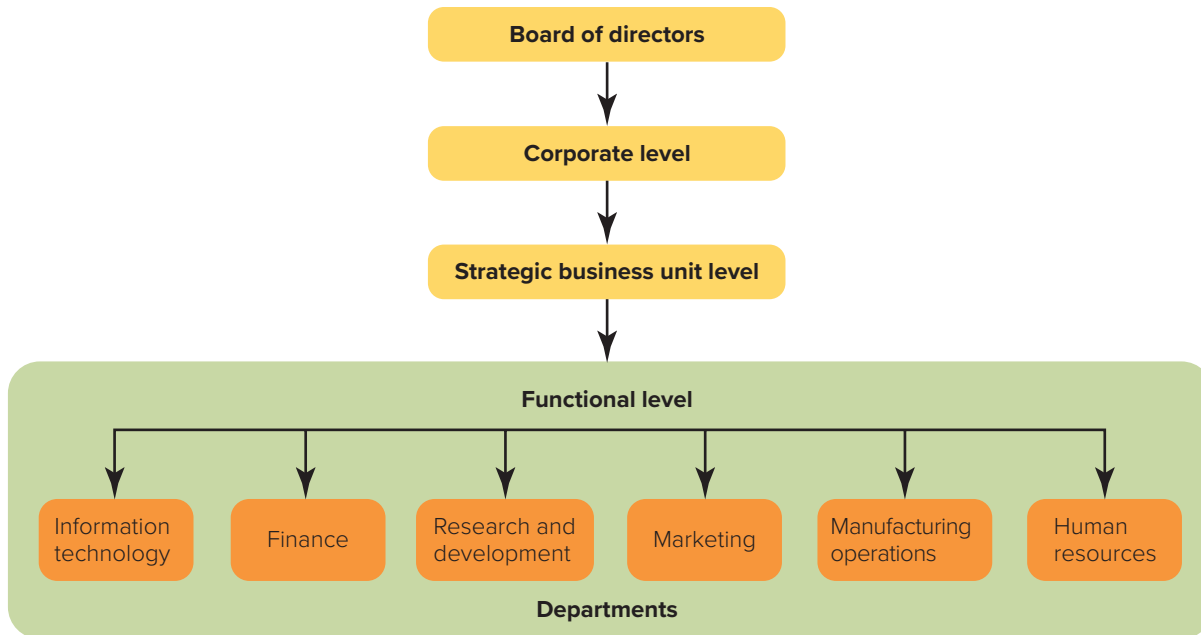 Board of directors
Corporate level
Strategic business unit level
Functional level
Information
technology
Finance
Research and
development
Marketing
Manufacturing
operations
Human
resources
Departments